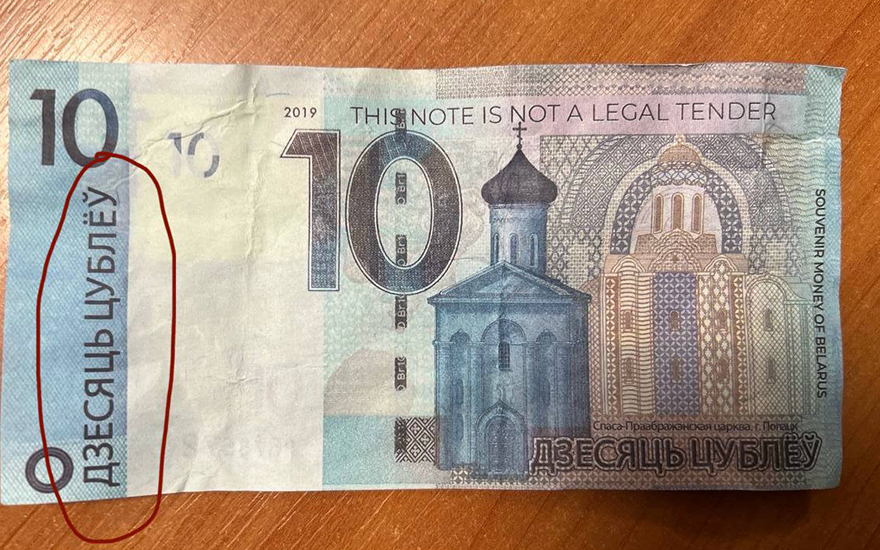 10
ДЗЕСЯЦЬ ЦУБЛЁЎ
10
2019
THIS NOTE IS NOT A LEGAL TENDER
10
SOUVENIR MONEY OF BELARUS
Спаса-Праабражэнская царква, г.
ДЗЕСЯЦЬ ЦУБЛЁЎ